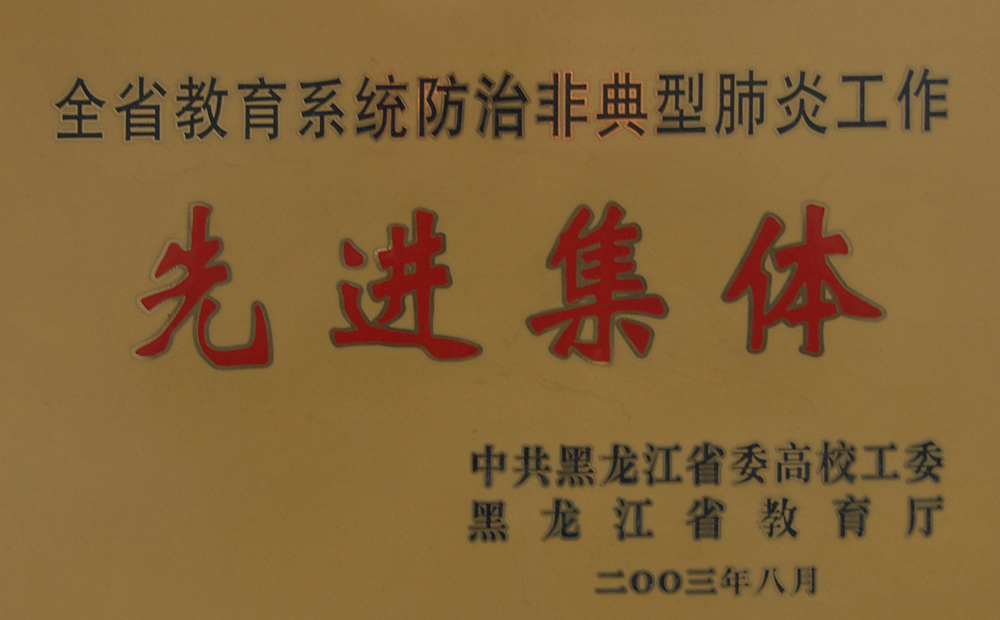 全省教育系统防治非典型肺炎工作
先进集体
中共黑龙江省委高校工委
黑龙江省教育厅
二OO三年八月